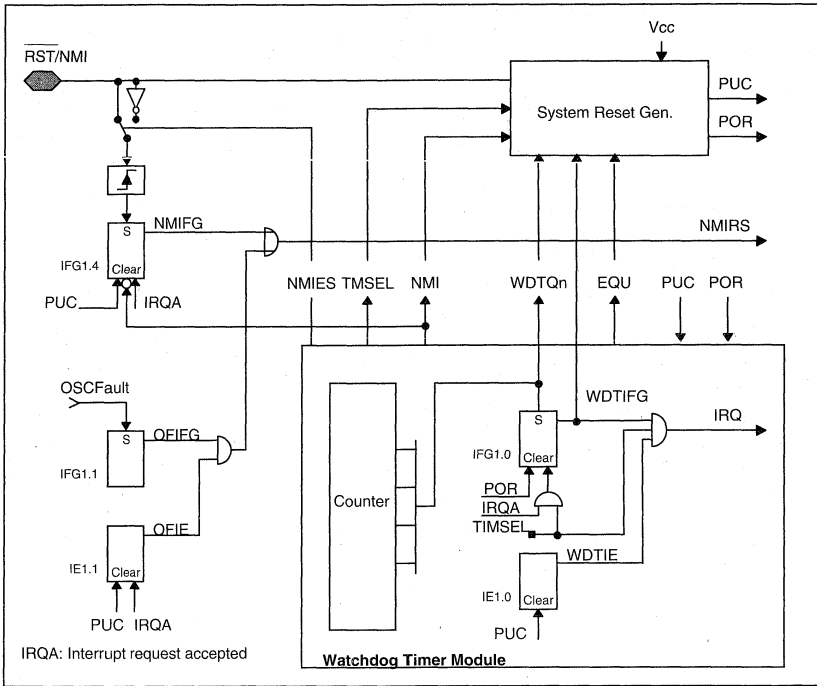 Vcc
RST/NMI
System Reset Gen.
PUC
POR
S
NMIFG
NMIRS
IFG1.4
Clear
PUC
IRQA
NMIES TMSEL NMI WDTQn EQU PUC POR
OSCFault
S
OFIFG
IFG1.1
OFIE
IE1.1
Clear
PUC IRQA
IRQA: Interrupt request accepted
Counter
WDTIFG
S
IRQ
IFG1.0
Clear
POR
IRQA
TIMSEL
WDTIE
IE1.0
Clear
PUC
Watchdog Timer Module